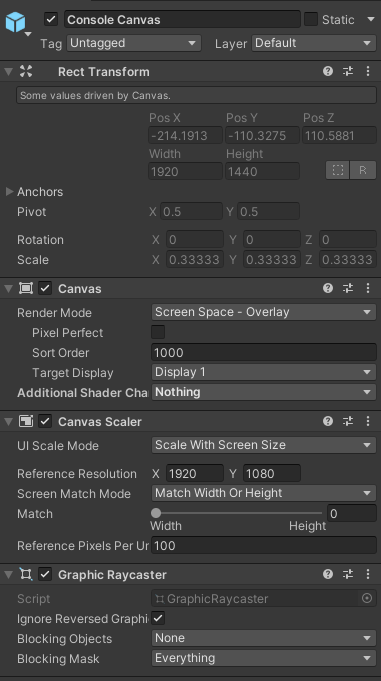 Console Canvas Static
Tag Untagged Layer Default
Rect Transform
Some values driven by Canvas.
Pos X Pos Y Pos Z
-214.1913 -110.3275 110.5881
Width Height
1920 1440 R
Anchors
Pivot X 0.5 Y 0.5
Rotation X 0 Y 0 Z 0
Scale X 0.33333 Y 0.33333 Z 0.33333
Canvas
Render Mode Screen Space - Overlay
Pixel Perfect
Sort Order 1000
Target Display Display 1
Additional Shader Cha Nothing
Canvas Scaler
UI Scale Mode Scale With Screen Size
Reference Resolution X 1920 Y 1080
Screen Match Mode Match Width Or Height
Match 0
Width Height
Reference Pixels Per Ur 100
Graphic Raycaster
Script GraphicRaycaster
Ignore Reversed Graphi
Blocking Objects None
Blocking Mask Everything